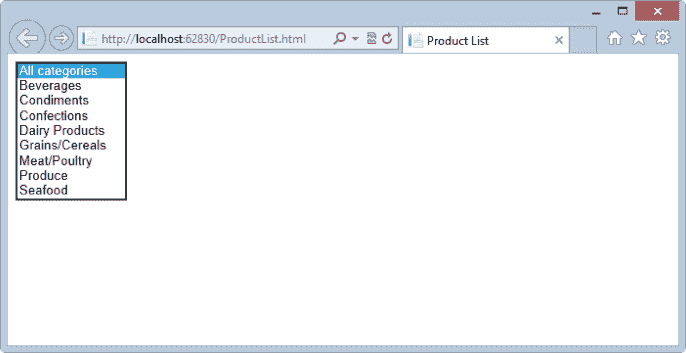 http://localhost:62830/ProductList.html
Product List
All categories
Beverages
Condiments
Confections
Dairy Products
Grains/Cereals
Meat/Poultry
Produce
Seafood